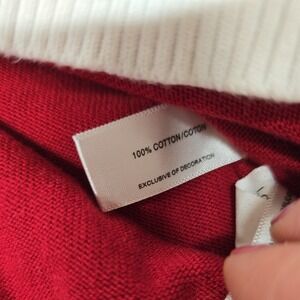 100% COTTON/COTON
EXCLUSIVE OF DECORATION